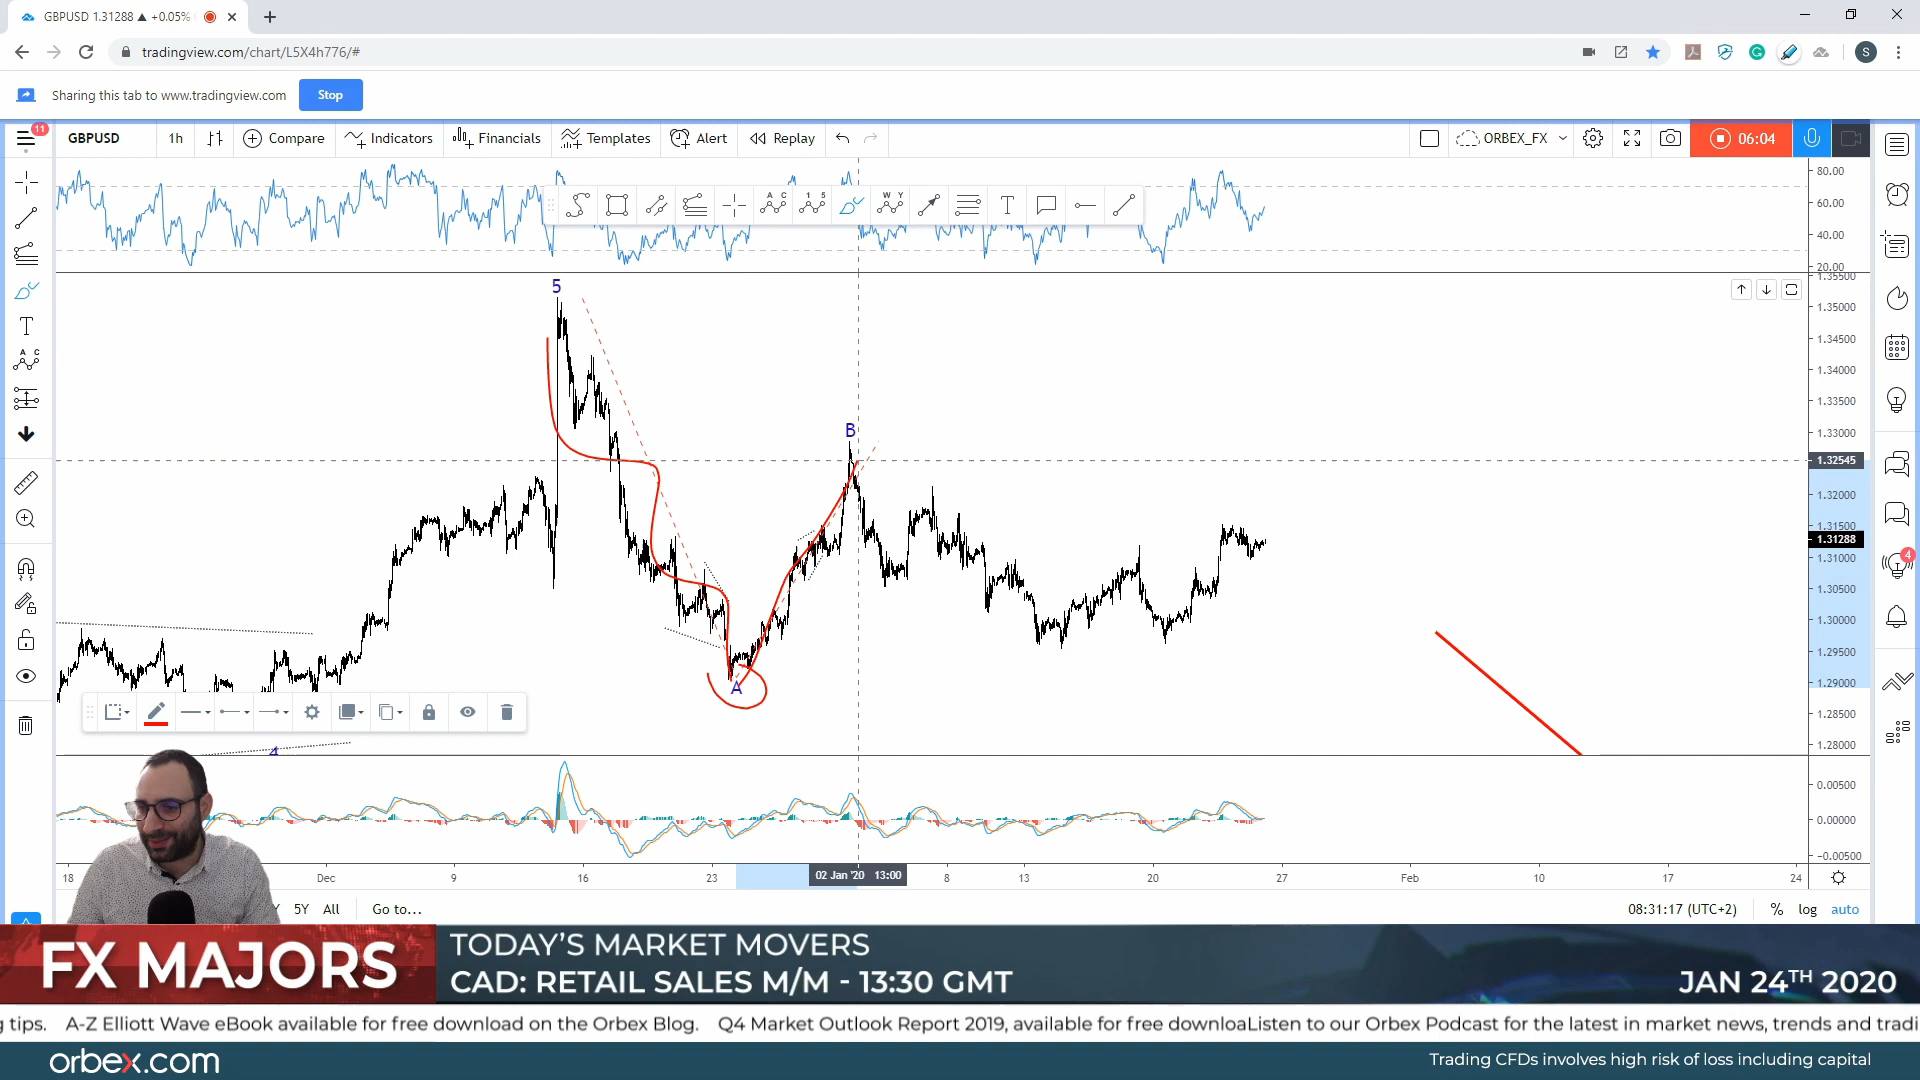 GBPUSD 1.31288 ▲ +0.05%
tradingview.com/chart/L5X4h776/#
S
Sharing this tab to www.tradingview.com
Stop
11
GBPUSD
1h
Compare
Indicators
Financials
Templates
Alert
Replay
ORBEX_FX
06:04
80.00
60.00
40.00
20.00
A C
1 5
W Y
T
T
A C
5
B
A
4
1.35500
1.35000
1.34500
1.34000
1.33500
1.33000
1.32545
1.32000
1.31500
1.31288
1.31000
1.30500
1.30000
1.29500
1.29000
1.28500
1.28000
4
0.00500
0.00000
-0.00500
18
Dec
9
16
23
02 Jan '20 13:00
8
13
20
27
Feb
10
17
24
5Y
All
Go to...
08:31:17 (UTC+2)
%
log
auto
FX MAJORS
TODAY'S MARKET MOVERS
CAD: RETAIL SALES M/M - 13:30 GMT
JAN 24TH 2020
g tips. A-Z Elliott Wave eBook available for free download on the Orbex Blog. Q4 Market Outlook Report 2019, available for free downloaListen to our Orbex Podcast for the latest in market news, trends and tradi
orbex.com
Trading CFDs involves high risk of loss including capital